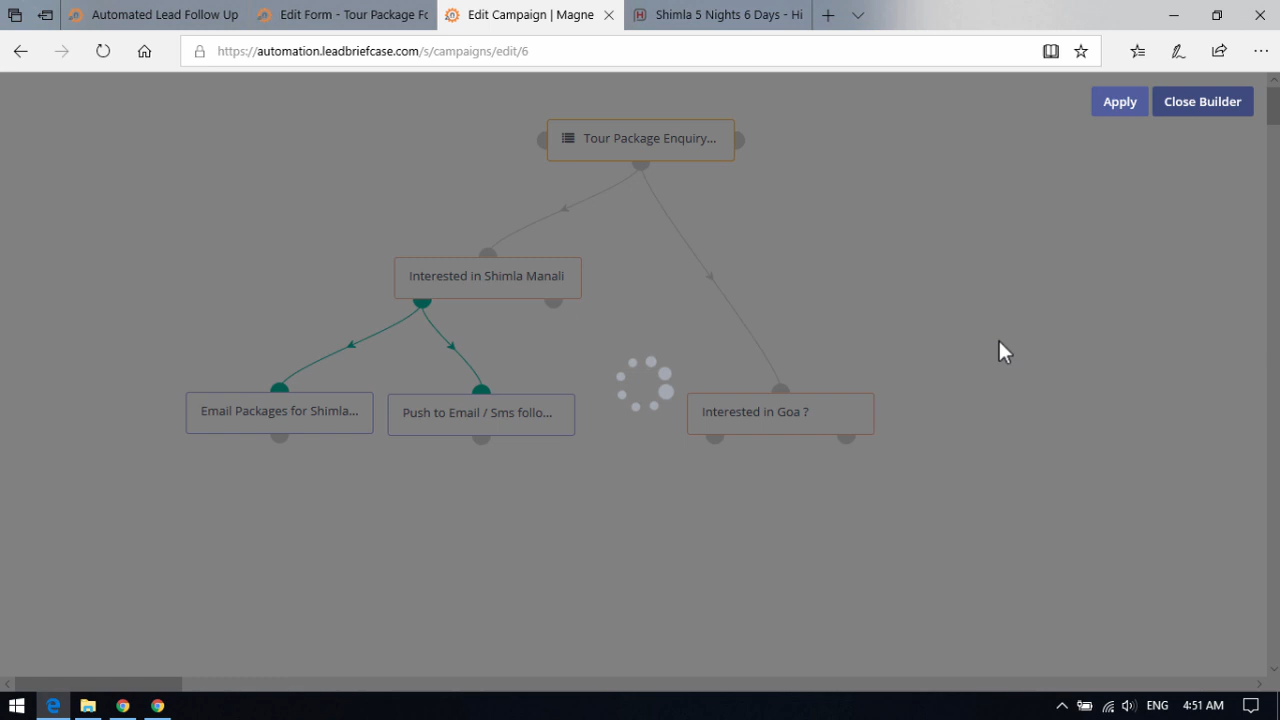 Automated Lead Follow Up
Edit Form - Tour Package Fo
Edit Campaign | Magne
Shimla 5 Nights 6 Days - Hi
https://automation.leadbriefcase.com/s/campaigns/edit/6
Apply
Close Builder
Tour Package Enquiry...
Interested in Shimla Manali
Email Packages for Shimla...
Push to Email / Sms follo...
Interested in Goa ?
ENG
4:51 AM